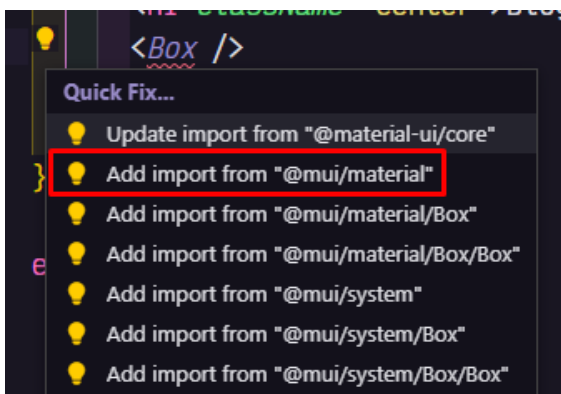 <Box />
Quick Fix...
Update import from "@material-ui/core"
} Add import from "@mui/material"
Add import from "@mui/material/Box"
e Add import from "@mui/material/Box/Box"
Add import from "@mui/system"
Add import from "@mui/system/Box"
Add import from "@mui/system/Box/Box"